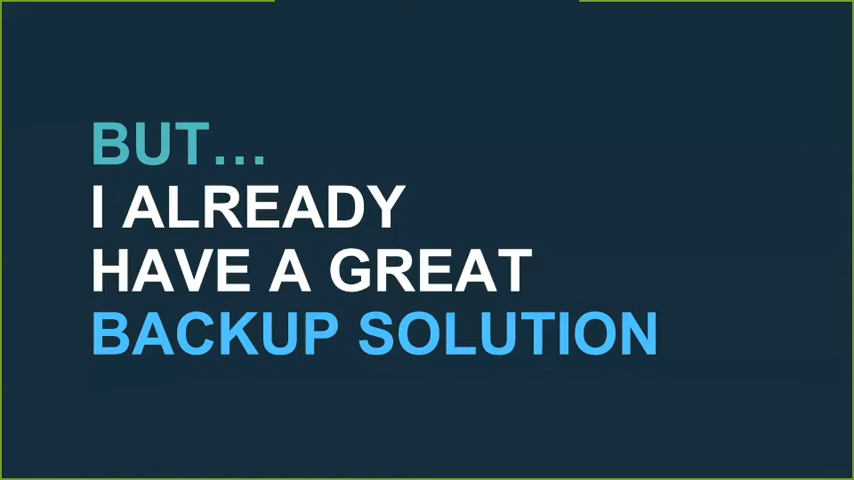 BUT...
I ALREADY
HAVE A GREAT
BACKUP SOLUTION